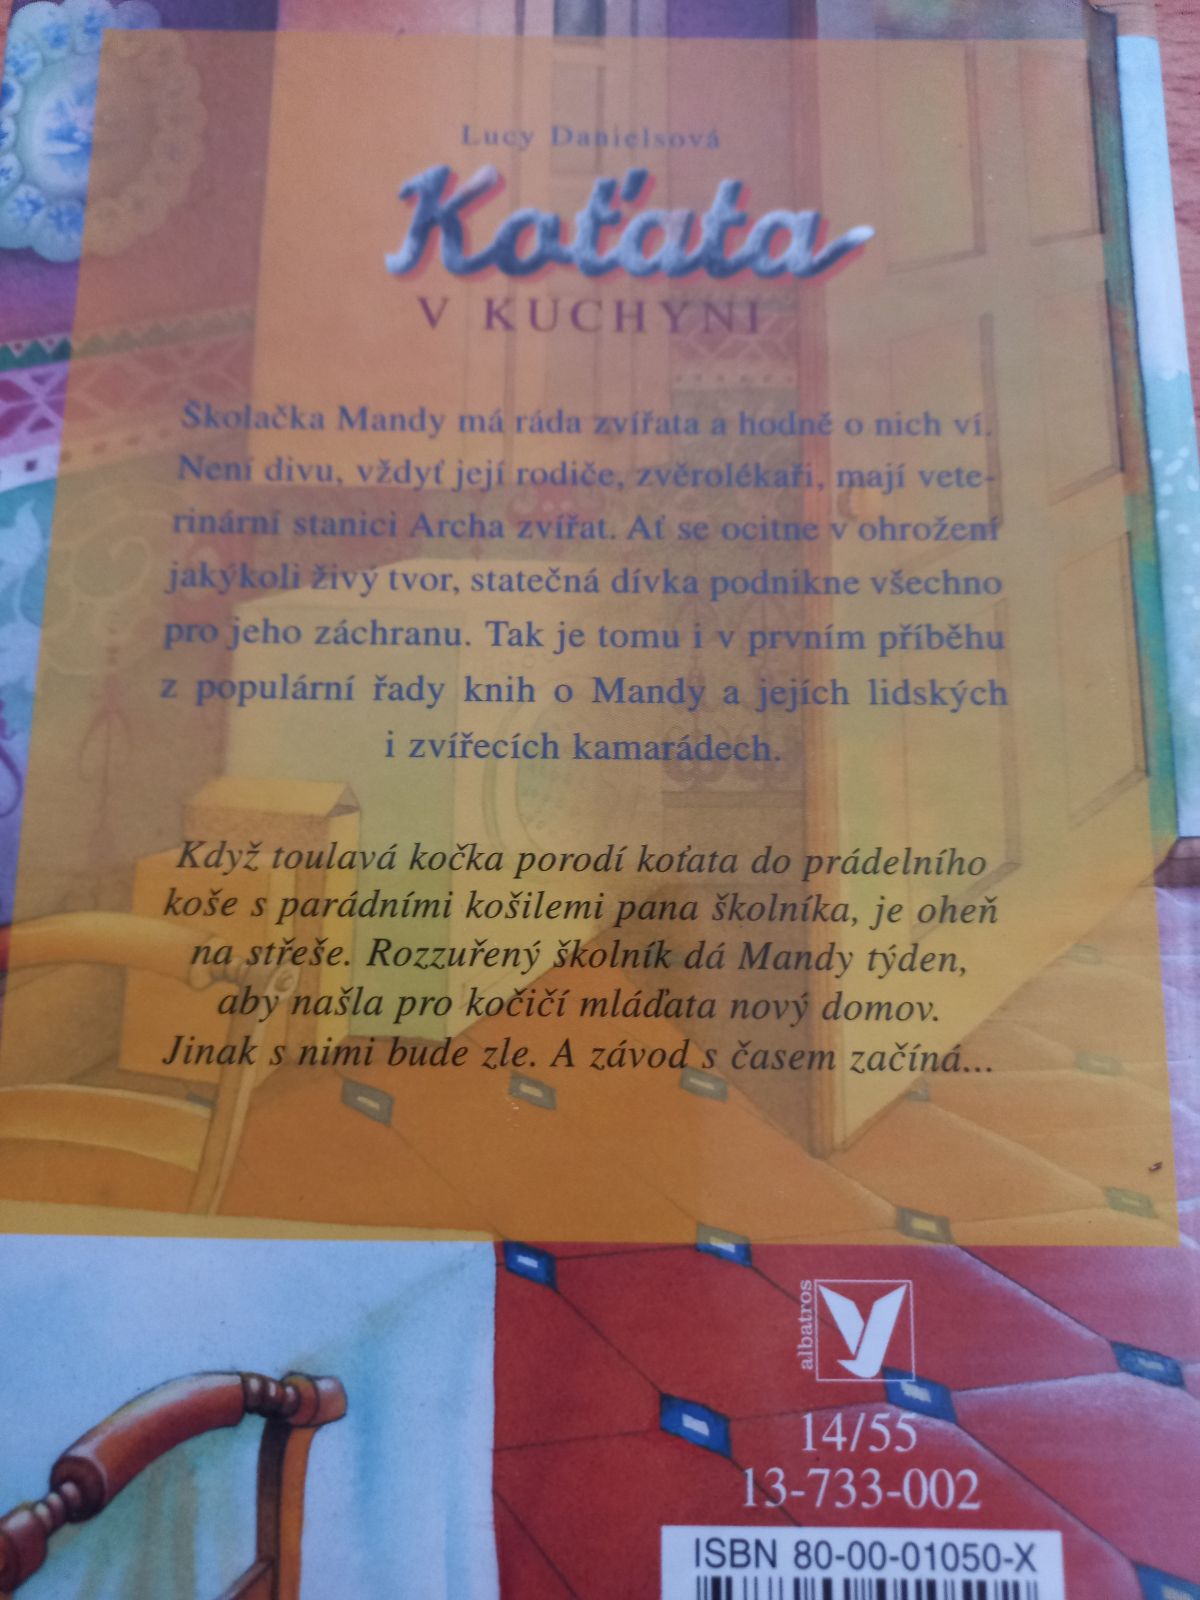 Lucy Danielsová
Koťata
V KUCHYNI
Školačka Mandy má ráda zvířata a hodně o nich ví.
Není divu, vždyť její rodiče, zvěrolékaři, mají vete-
rinární stanici Archa zvířat. Ať se ocitne v ohrožení
jakýkoli živý tvor, statečná dívka podnikne všechno
pro jeho záchranu. Tak je tomu i v prvním příběhu
z populární řady knih o Mandy a jejích lidských
i zvířecích kamarádech.
Když toulavá kočka porodí koťata do prádelního
koše s parádními košilemi pana školníka, je oheň
na střeše. Rozzuřený školník dá Mandy týden,
aby našla pro kočičí mláďata nový domov.
Jinak s nimi bude zle. A závod s časem začíná...
albatros
14/55
13-733-002
ISBN 80-00-01050-X